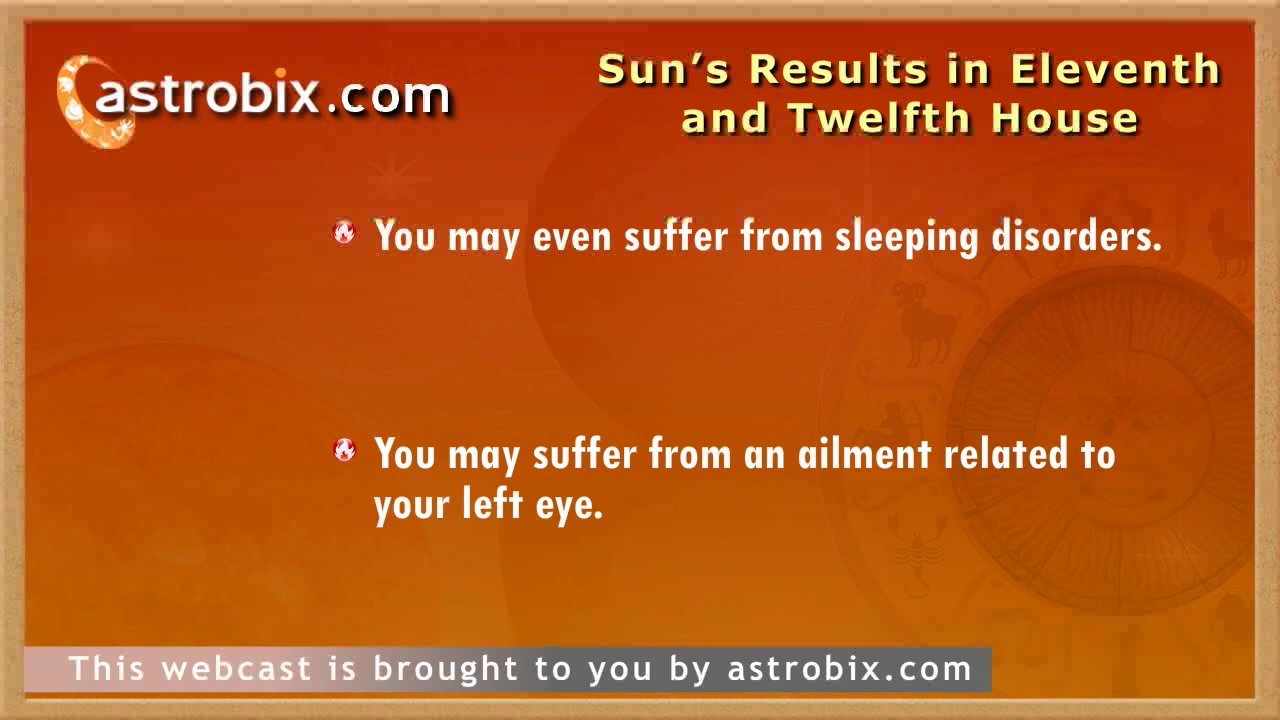 astrobix.com
Sun's Results in Eleventh
and Twelfth House
You may even suffer from sleeping disorders.
You may suffer from an ailment related to
your left eye.
This webcast is brought to you by astrobix.com